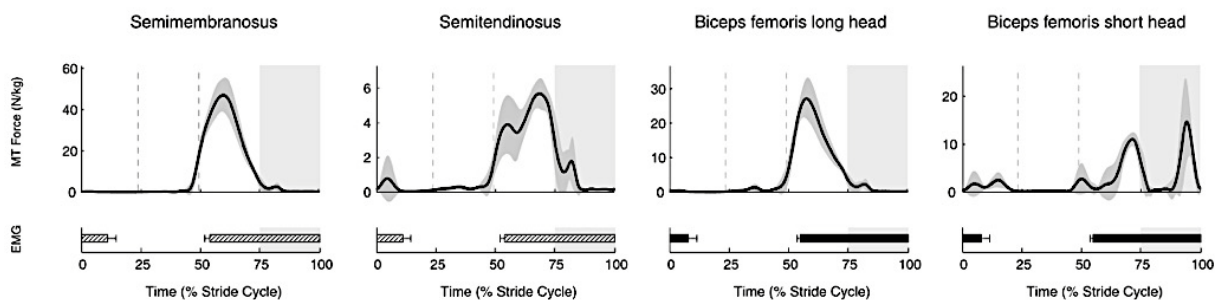 Semimembranosus
Semitendinosus
Biceps femoris long head
Biceps femoris short head
MT Force (N/kg)
60
40
20
0
6
4
2
0
30
20
10
0
20
10
0
EMG
0 25 50 75 100
0 25 50 75 100
0 25 50 75 100
0 25 50 75 100
Time (% Stride Cycle)
Time (% Stride Cycle)
Time (% Stride Cycle)
Time (% Stride Cycle)